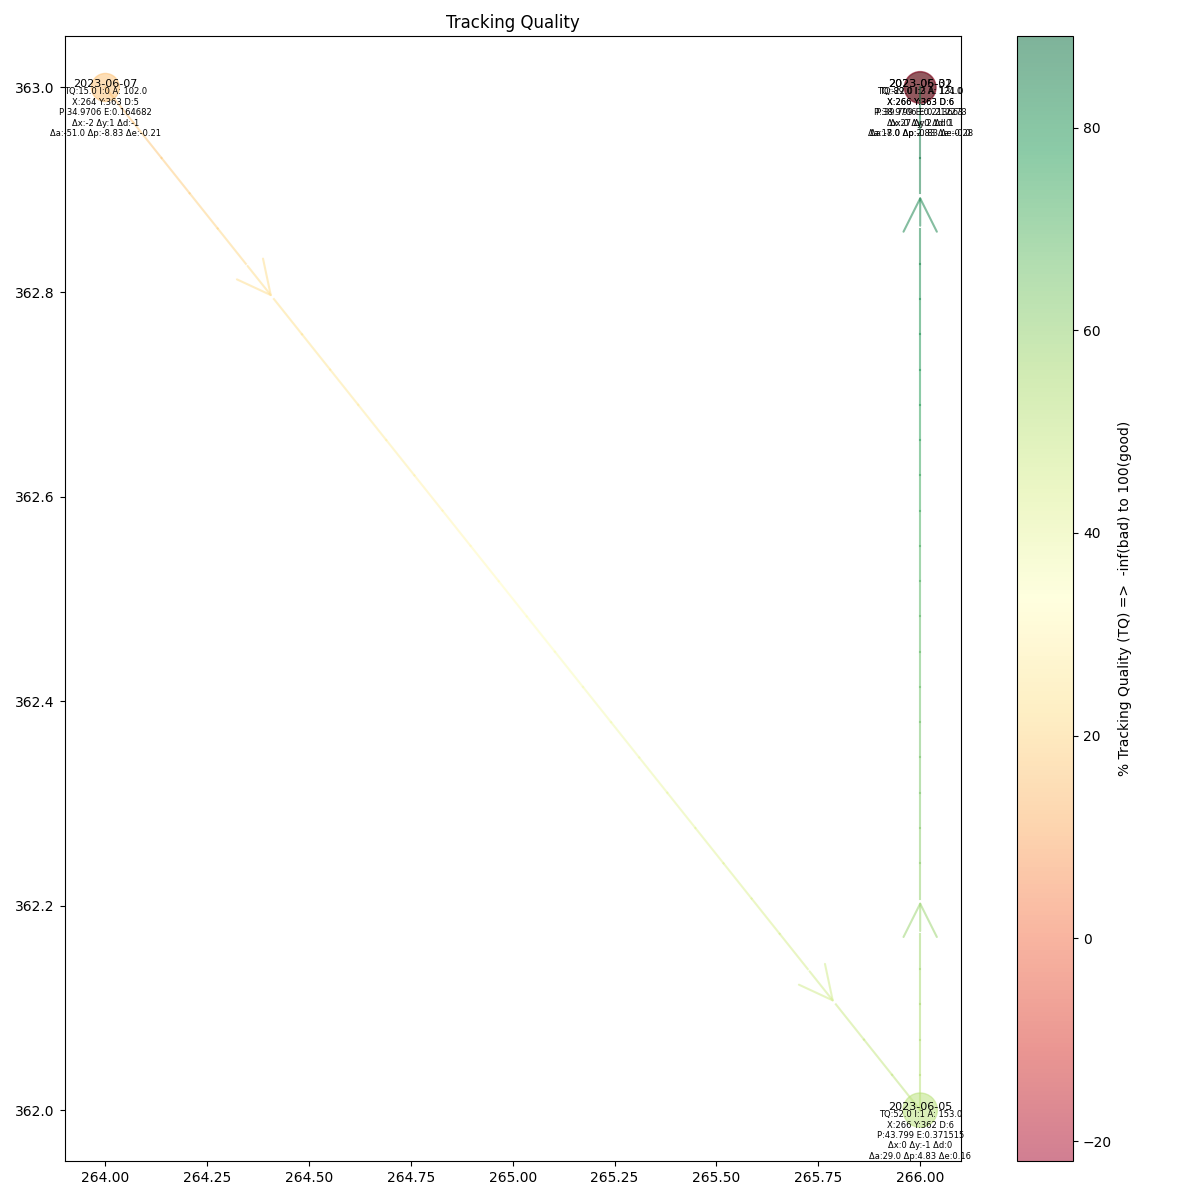 Tracking Quality
363.0
362.8
362.6
362.4
362.2
362.0
2023-06-07
TQ:15.0 I:0 A: 102.0
X:264 Y:363 D:5
P:34.9706 E:0.164682
Δx:-2 Δy:1 Δd:-1
Δa:-51.0 Δp:-8.83 Δe:-0.21
X:266 Y:363 D:6
2023-06-05
TQ:52.0 I:1 A: 153.0
X:266 Y:362 D:6
P:43.799 E:0.371515
Δx:0 Δy:-1 Δd:0
Δa:29.0 Δp:4.83 Δe:0.16
264.00
264.25
264.50
264.75
265.00
265.25
265.50
265.75
266.00
80
60
40
20
0
−20
% Tracking Quality (TQ) => -inf(bad) to 100(good)